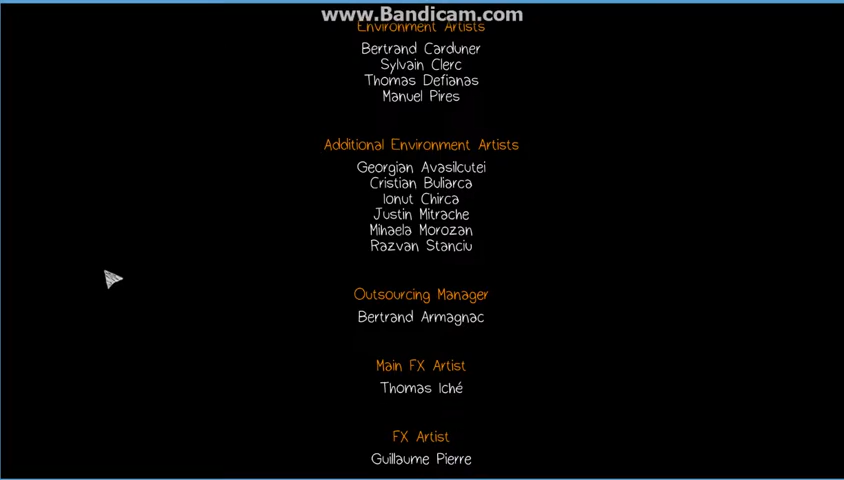 www.Bandicam.com
Environment Artists
Bertrand Carduner
Sylvain Clerc
Thomas Defianas
Manuel Pires
Additional Environment Artists
Georgian Avasilcutei
Cristian Buliarca
Ionut Chirca
Justin Mitrache
Mihaela Morozan
Razvan Stanciu
Outsourcing Manager
Bertrand Armagnac
Main FX Artist
Thomas Iché
FX Artist
Guillaume Pierre